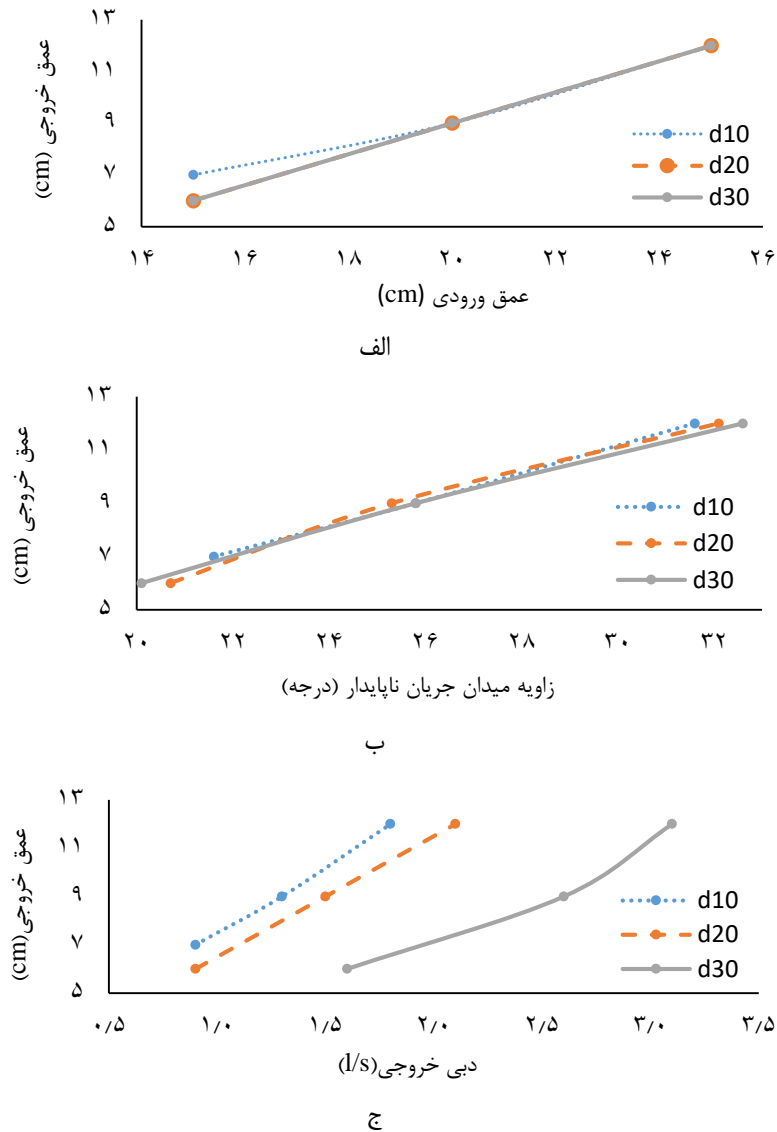 ۱۳
۱۱
۹
۷
۵
عمق خروجی (cm)
d10
d20
d30
۱۴ ۱۶ ۱۸ ۲۰ ۲۲ ۲۴ ۲۶
عمق ورودی (cm)
الف
۱۳
۱۱
۹
۷
۵
عمق خروجی (cm)
d10
d20
d30
۲۰ ۲۲ ۲۴ ۲۶ ۲۸ ۳۰ ۳۲
زاویه میدان جریان ناپایدار (درجه)
ب
۱۳
۱۱
۹
۷
۵
عمق خروجی(cm)
d10
d20
d30
۰٫۵ ۱٫۰ ۱٫۵ ۲٫۰ ۲٫۵ ۳٫۰ ۳٫۵
دبی خروجی(l/s)
ج